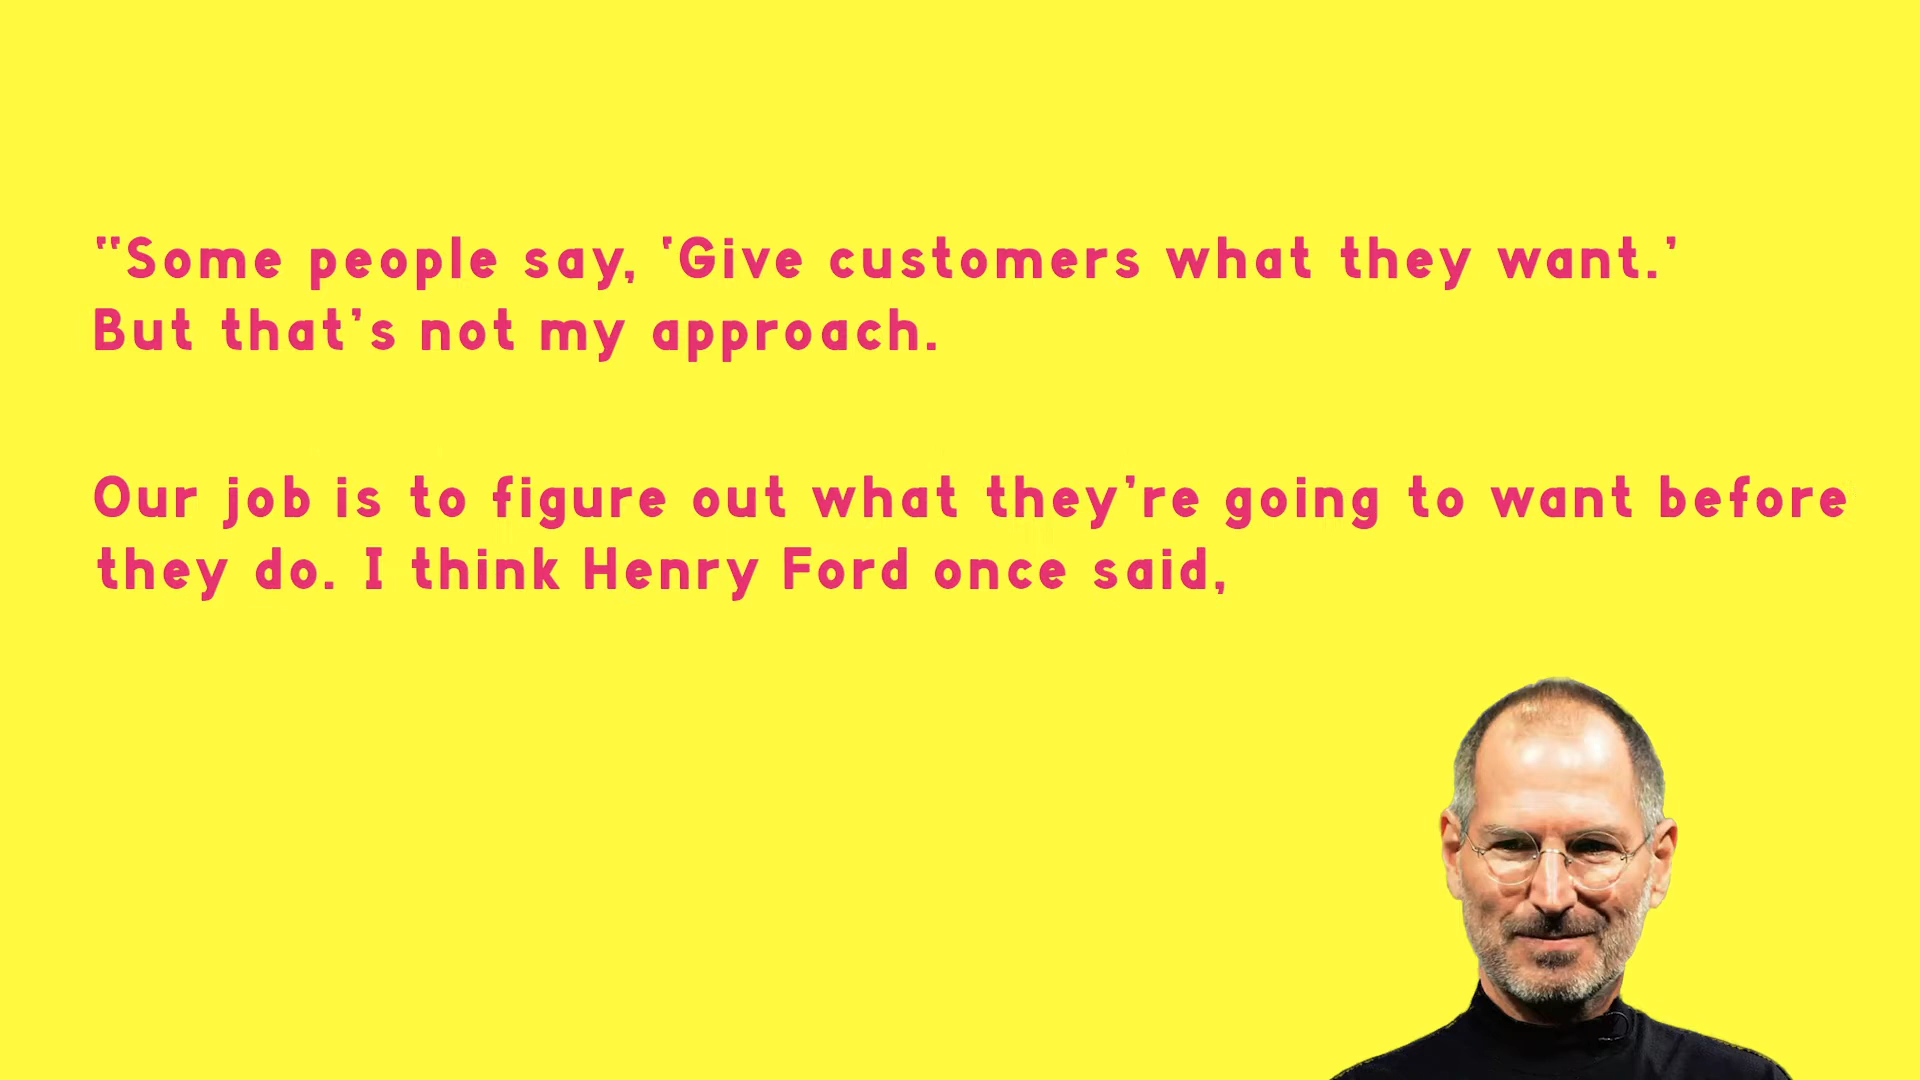 "Some people say, 'Give customers what they want.'
But that's not my approach.
Our job is to figure out what they're going to want before
they do. I think Henry Ford once said,